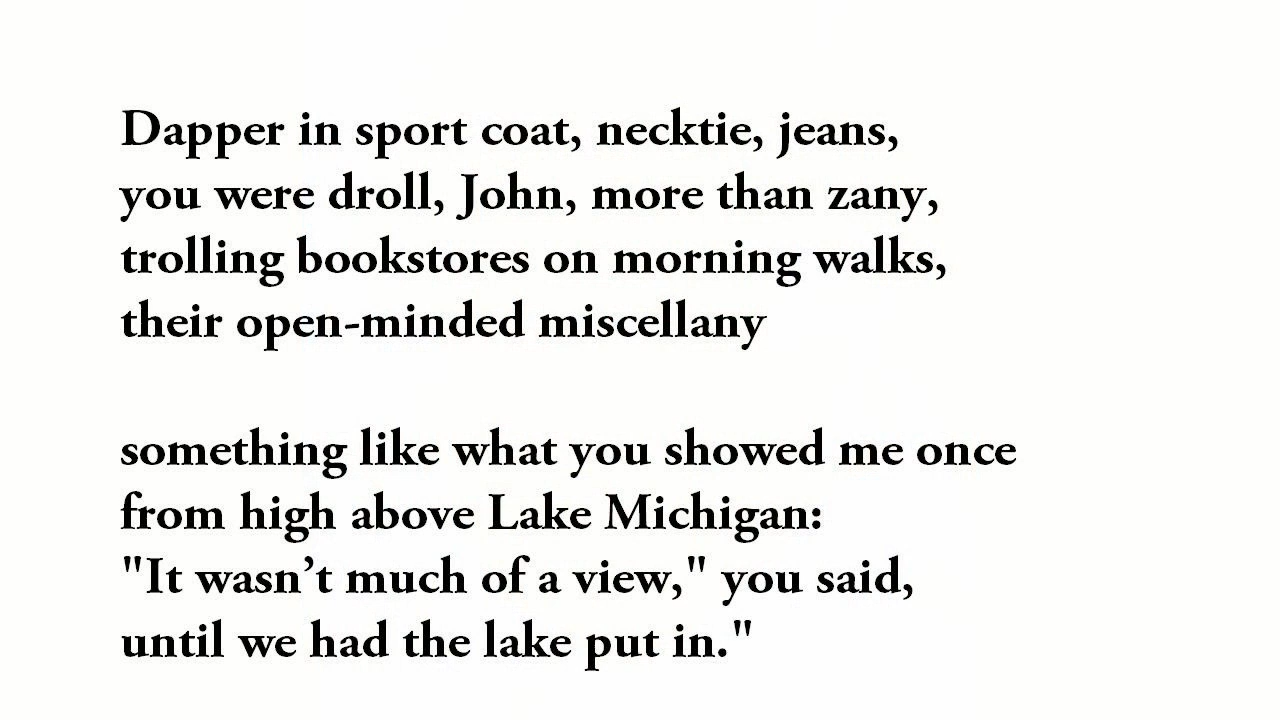 Dapper in sport coat, necktie, jeans,
you were droll, John, more than zany,
trolling bookstores on morning walks,
their open-minded miscellany
something like what you showed me once
from high above Lake Michigan:
"It wasn’t much of a view," you said,
until we had the lake put in."